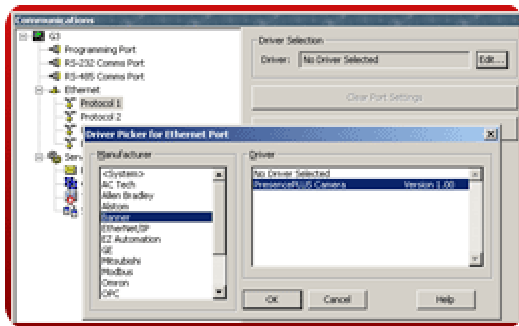 Communications
G3
Programming Port
RS-232 Comms Port
RS-485 Comms Port
Ethernet
Protocol 1
Protocol 2
Driver Selection
Driver: No Driver Selected Edit...
Clear Port Settings
Driver Picker for Ethernet Port
Manufacturer
<System>
AC Tech
Allen Bradley
Alstom
Banner
EtherNet/IP
EZ Automation
GE
Mitsubishi
Modbus
Omron
OPC
Driver
No Driver Selected
PresencePLUS Camera Version 1.00
OK Cancel Help